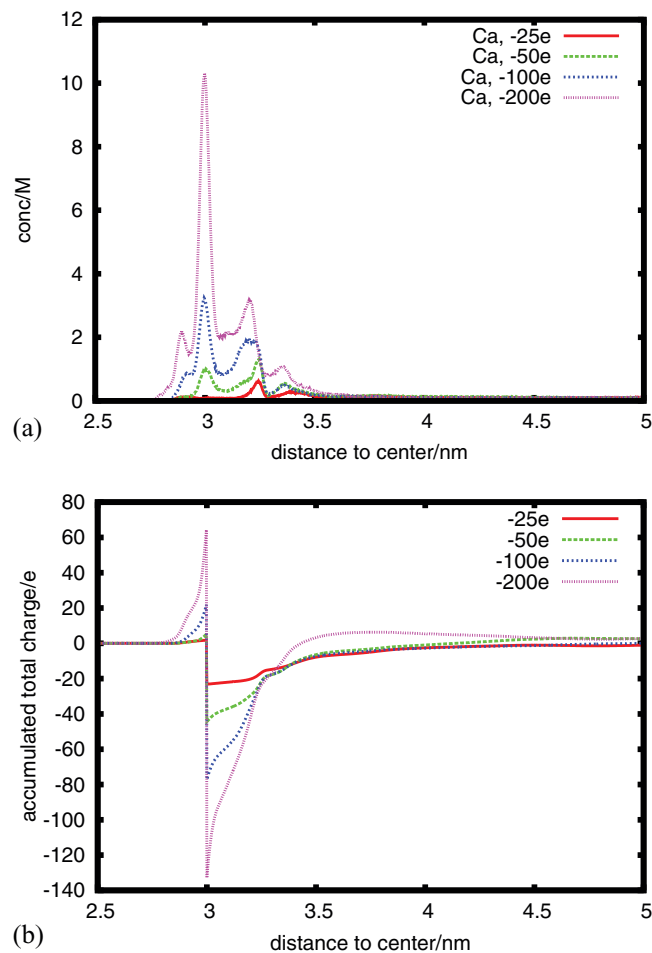 Ca, -25e
Ca, -50e
Ca, -100e
Ca, -200e
12
10
8
6
4
2
0
conc/M
2.5 3 3.5 4 4.5 5
distance to center/nm
(a)
-25e
-50e
-100e
-200e
80
60
40
20
0
-20
-40
-60
-80
-100
-120
-140
accumulated total charge/e
2.5 3 3.5 4 4.5 5
distance to center/nm
(b)